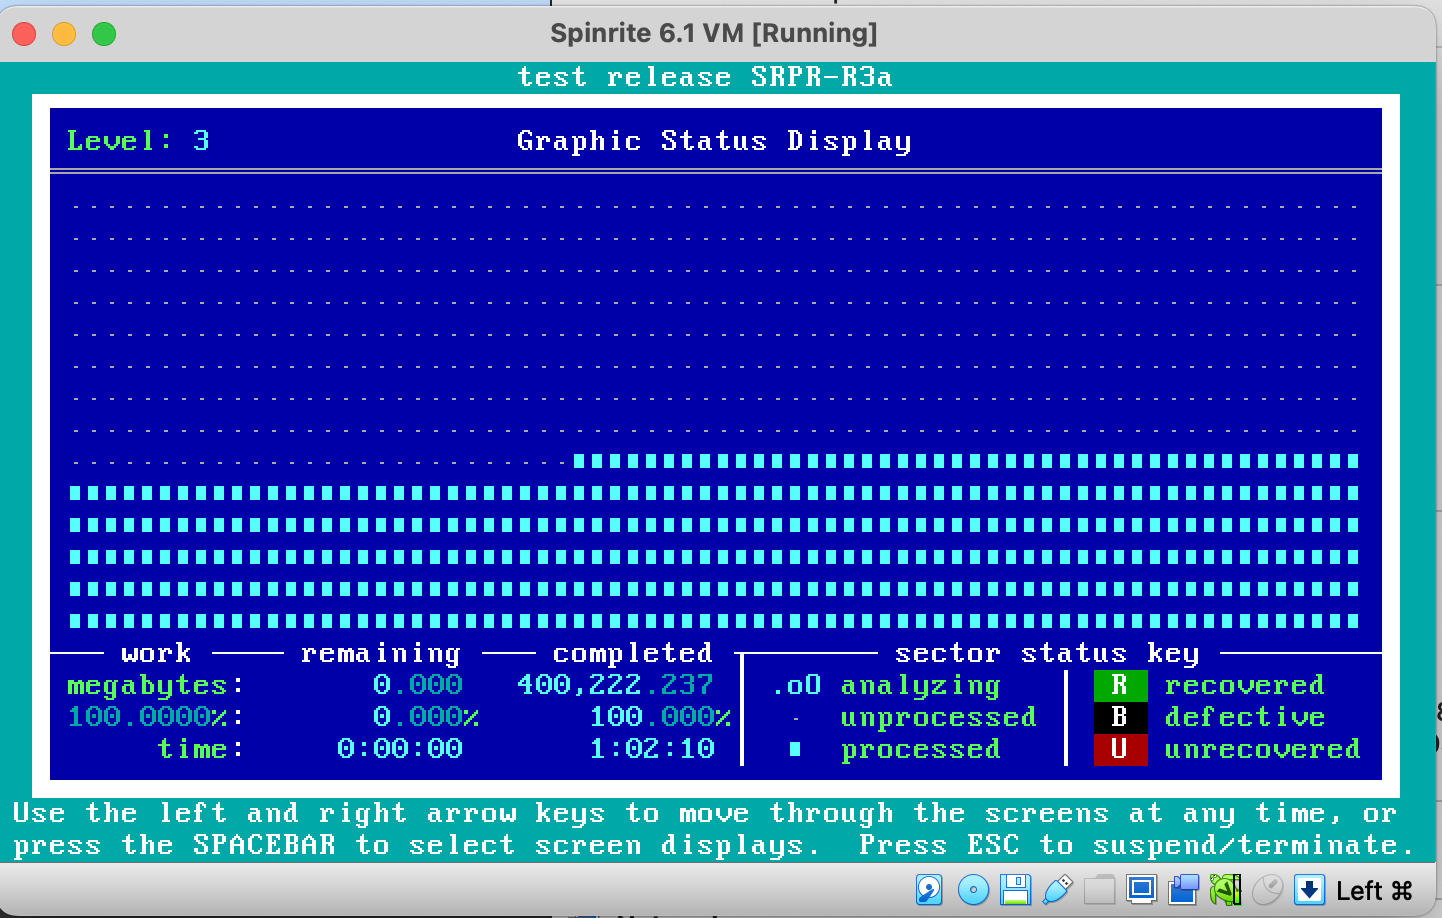 Spinrite 6.1 VM [Running]
test release SRPR-R3a
Level: 3 Graphic Status Display
work remaining completed sector status key
megabytes: 0.000 400,222.237 .oO analyzing R recovered
100.0000%: 0.000% 100.000% - unprocessed B defective
time: 0:00:00 1:02:10 ■ processed U unrecovered
Use the left and right arrow keys to move through the screens at any time, or
press the SPACEBAR to select screen displays. Press ESC to suspend/terminate.
Left ⌘